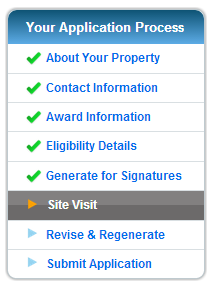 Your Application Process
About Your Property
Contact Information
Award Information
Eligibility Details
Generate for Signatures
Site Visit
Revise & Regenerate
Submit Application